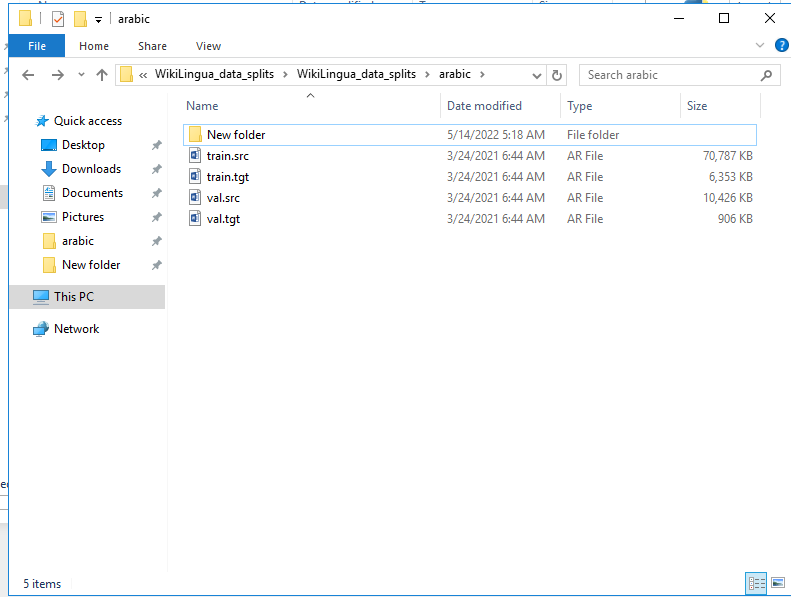 arabic
File Home Share View
« WikiLingua_data_splits › WikiLingua_data_splits › arabic ›
Search arabic
Name Date modified Type Size
Quick access
Desktop
Downloads
Documents
Pictures
arabic
New folder
This PC
Network
New folder 5/14/2022 5:18 AM File folder
train.src 3/24/2021 6:44 AM AR File 70,787 KB
train.tgt 3/24/2021 6:44 AM AR File 6,353 KB
val.src 3/24/2021 6:44 AM AR File 10,426 KB
val.tgt 3/24/2021 6:44 AM AR File 906 KB
5 items